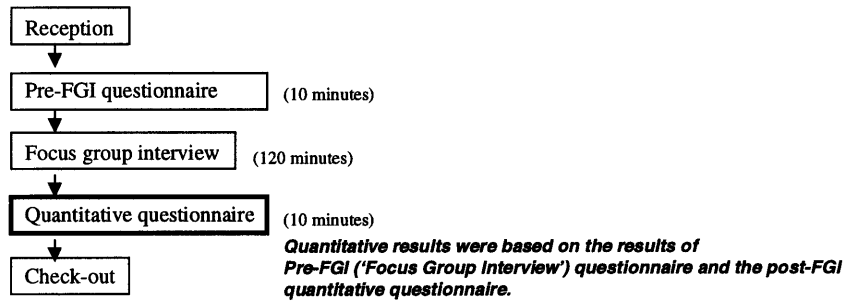 Reception
Pre-FGI questionnaire (10 minutes)
Focus group interview (120 minutes)
Quantitative questionnaire (10 minutes)
Quantitative results were based on the results of
Pre-FGI ('Focus Group Interview') questionnaire and the post-FGI
quantitative questionnaire.
Check-out